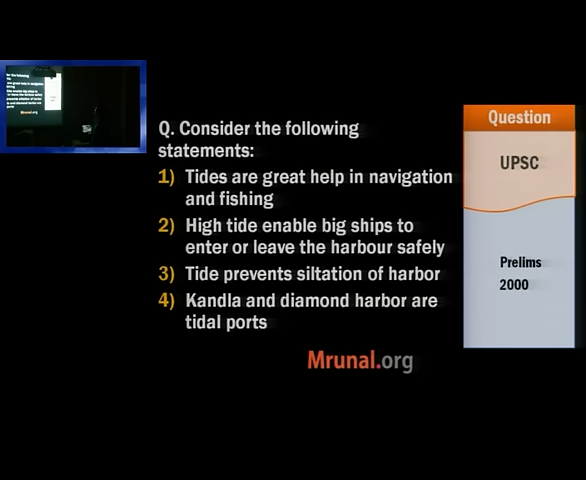 Q. Consider the following
statements:
1) Tides are great help in navigation
and fishing
2) High tide enable big ships to
enter or leave the harbour safely
3) Tide prevents siltation of harbor
4) Kandla and diamond harbor are
tidal ports
Mrunal.org
Question
UPSC
Prelims
2000